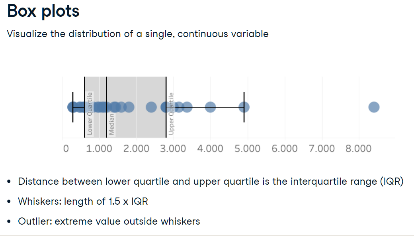 Box plots
Visualize the distribution of a single, continuous variable
Lower Quartile
Median
Upper Quartile
0 1.000 2.000 3.000 4.000 5.000 6.000 7.000 8.000
• Distance between lower quartile and upper quartile is the interquartile range (IQR)
• Whiskers: length of 1.5 x IQR
• Outlier: extreme value outside whiskers